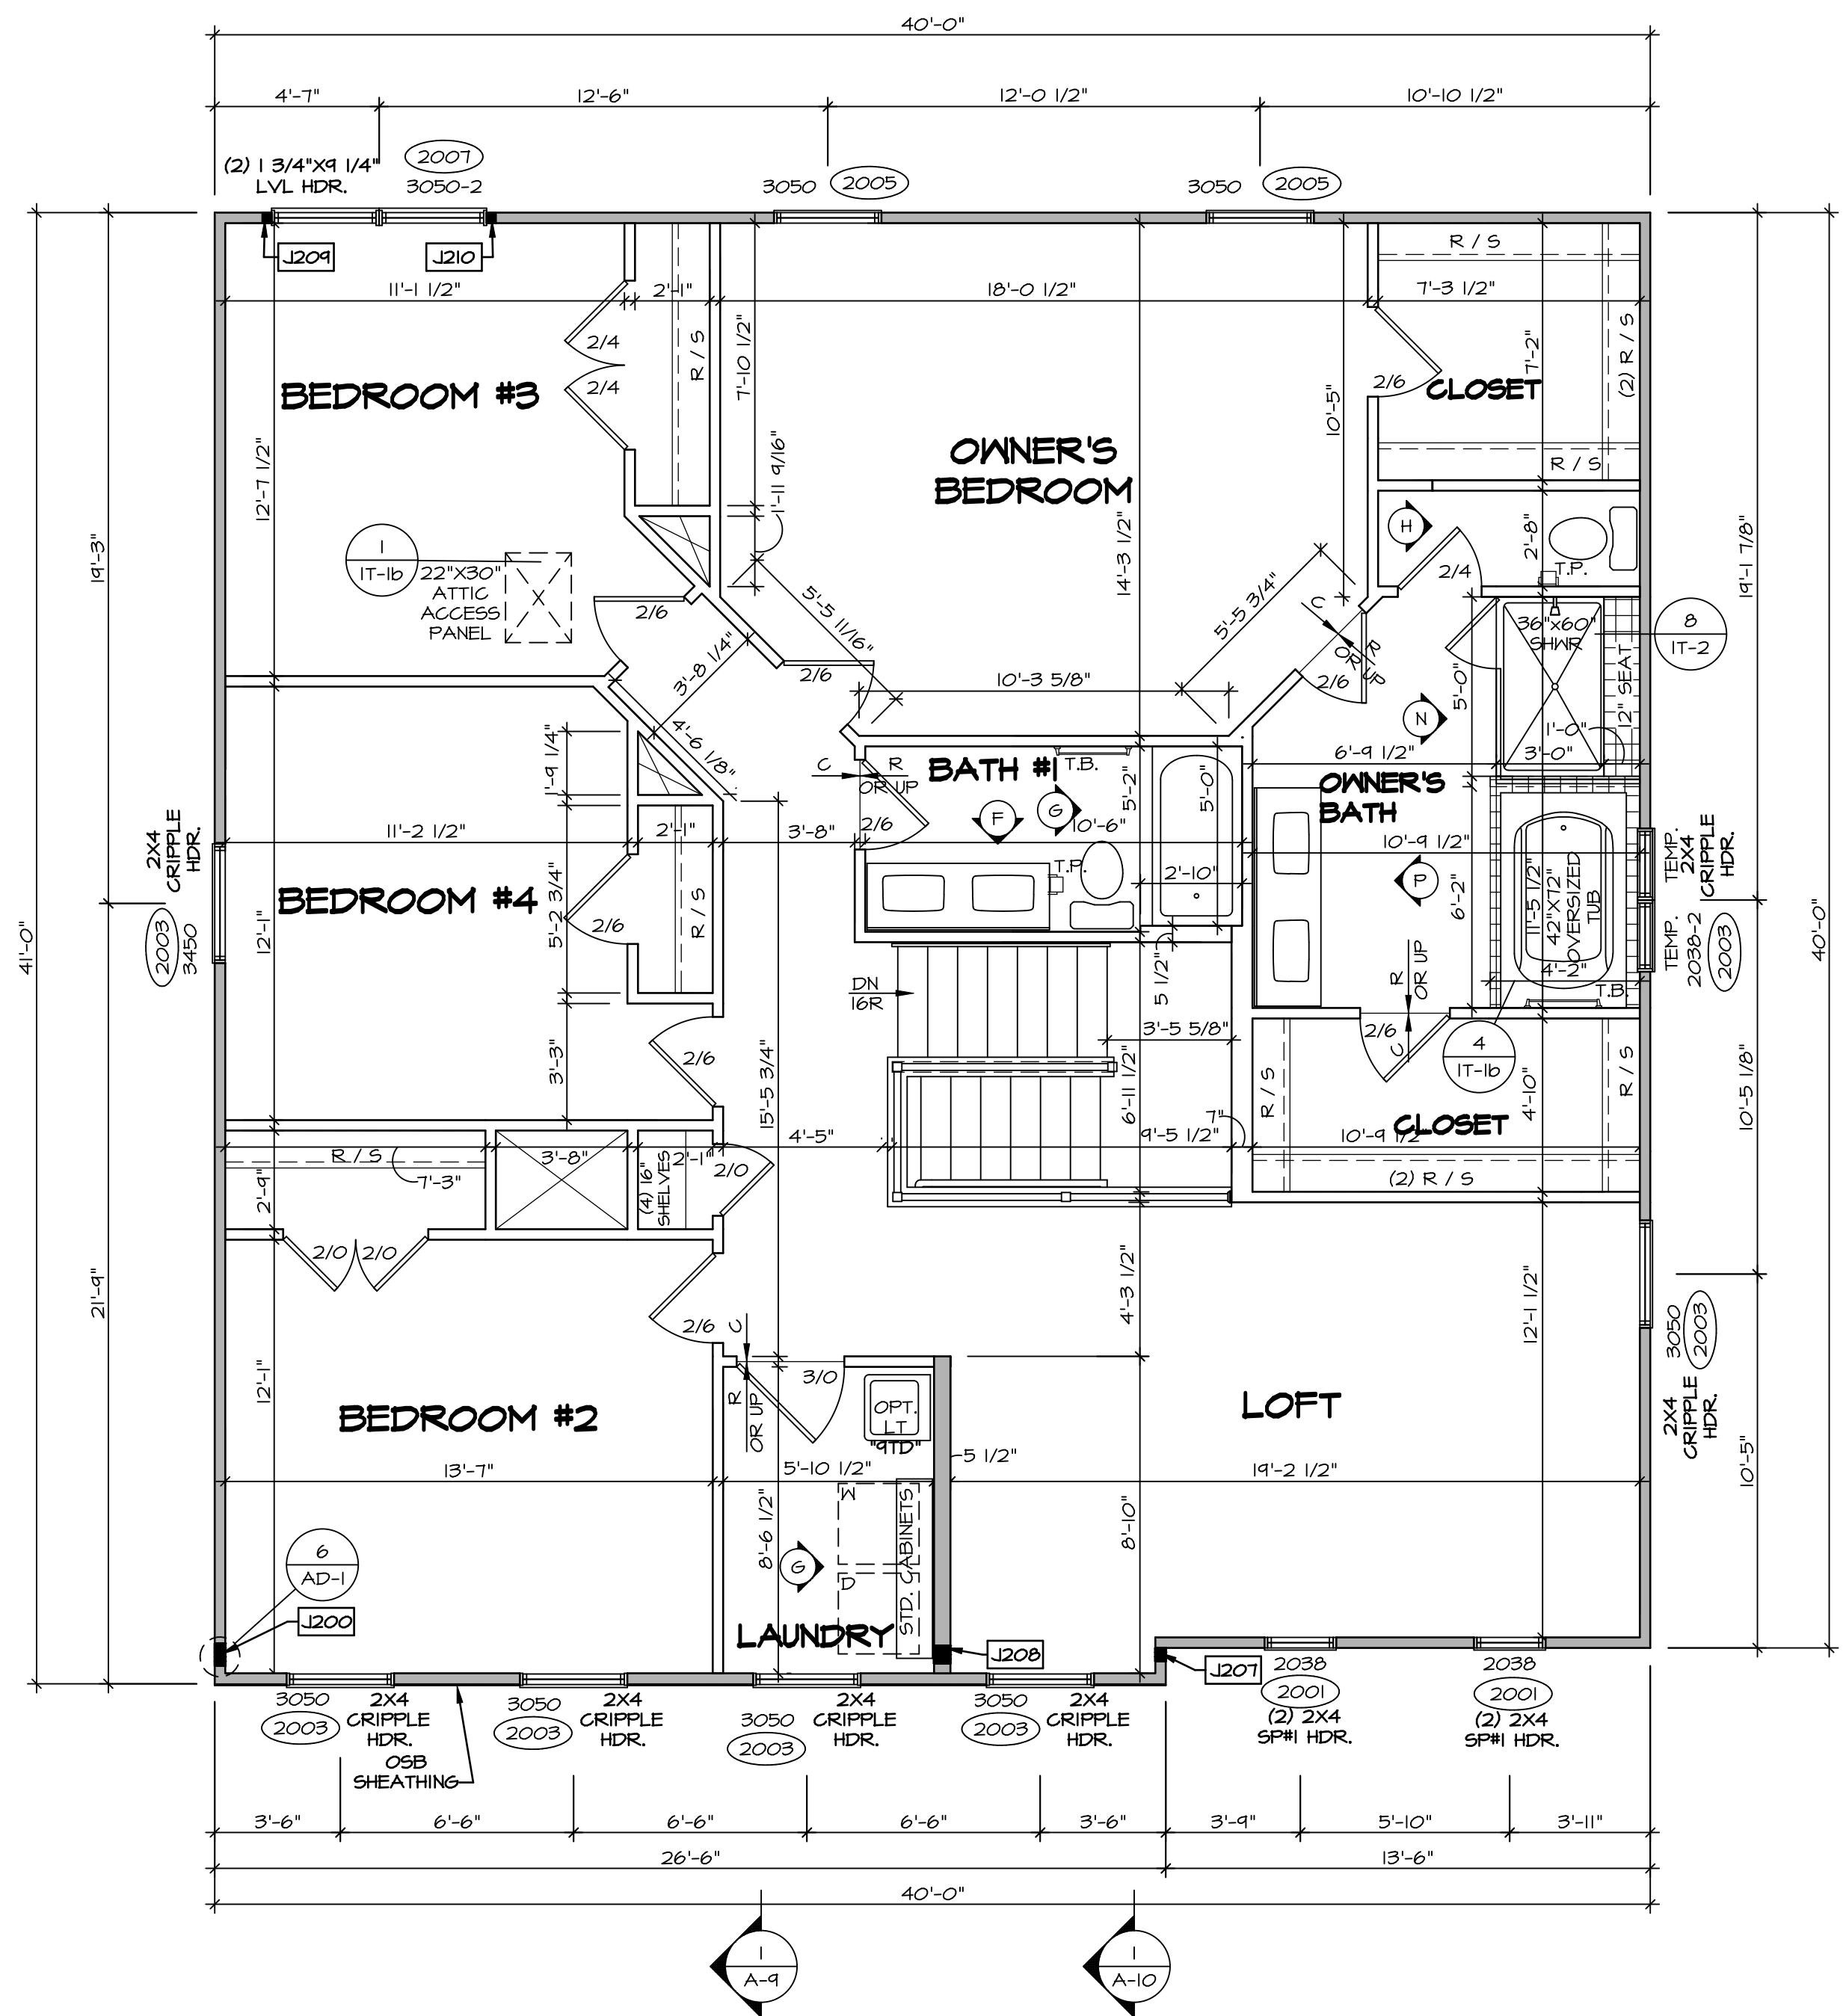 40'-0"
4'-7"
12'-6"
12'-0 1/2"
10'-10 1/2"
(2) 1 3/4"X9 1/4"
LVL HDR.
2007
3050-2
3050
2005
3050
2005
J209
J210
R / S
11'-1 1/2"
2'-1"
18'-0 1/2"
7'-3 1/2"
2/4
2/4
R / S
7'-10 1/2"
10'-5"
7'-2"
(2) R / S
2/6
CLOSET
BEDROOM #3
OWNER'S
BEDROOM
12'-7 1/2"
1'-11 9/16"
14'-3 1/2"
R / S
19'-3"
41'-0"
1
IT-1b
22"X30"
ATTIC
ACCESS
PANEL
H
2'-8"
T.P.
2/4
19'-1 7/8"
40'-0"
2/6
5'-5 11/16"
5'-5 3/4"
C
R
OR UP
2/6
36"x60"
SHWR
12" SEAT
8
IT-2
3'-8 1/4"
2/6
10'-3 5/8"
5'-0"
N
4'-6 1/8"
1'-9 1/4"
C
R
OR UP
BATH #1
T.B.
5'-2"
5'-0"
6'-9 1/2"
1'-0"
3'-0"
OWNER'S
BATH
2X4
CRIPPLE
HDR.
2003
3450
11'-2 1/2"
2'-1"
3'-8"
2/6
F
G
10'-6"
10'-9 1/2"
TEMP.
2X4
CRIPPLE
HDR.
T.P.
2'-10"
P
6'-2"
11'-5 1/2"
42"X72"
OVERSIZED
TUB
BEDROOM #4
12'-1"
5'-2 3/4"
2/6
R / S
DN
16R
5 1/2"
R
OR UP
4'-2"
T.B.
TEMP.
2038-2
2003
3'-5 5/8"
2/6
C
4
IT-1b
3'-3"
2/6
15'-5 3/4"
6'-11 1/2"
R / S
4'-10"
R / S
10'-5 1/8"
7"
CLOSET
4'-5"
9'-5 1/2"
10'-9 1/2"
R / S
7'-3"
3'-8"
(4) 16"
SHELVES
2'-1"
2/0
(2) R / S
2'-9"
2/0
2/0
21'-9"
4'-3 1/2"
12'-1 1/2"
3050
2003
2/6
C
R
OR UP
3/0
2X4
CRIPPLE
HDR.
12'-1"
BEDROOM #2
OPT.
LT
"9TD"
LOFT
5 1/2"
13'-7"
5'-10 1/2"
19'-2 1/2"
10'-5"
W
D
STD. CABINETS
8'-6 1/2"
8'-10"
G
6
AD-1
J200
LAUNDRY
J208
J207
3050
2003
2X4
CRIPPLE
HDR.
3050
2003
2X4
CRIPPLE
HDR.
3050
2003
2X4
CRIPPLE
HDR.
3050
2003
2X4
CRIPPLE
HDR.
2038
2001
(2) 2X4
SP#1 HDR.
2038
2001
(2) 2X4
SP#1 HDR.
OSB
SHEATHING
3'-6"
6'-6"
6'-6"
6'-6"
3'-6"
3'-9"
5'-10"
3'-11"
26'-6"
13'-6"
40'-0"
1
A-9
1
A-10